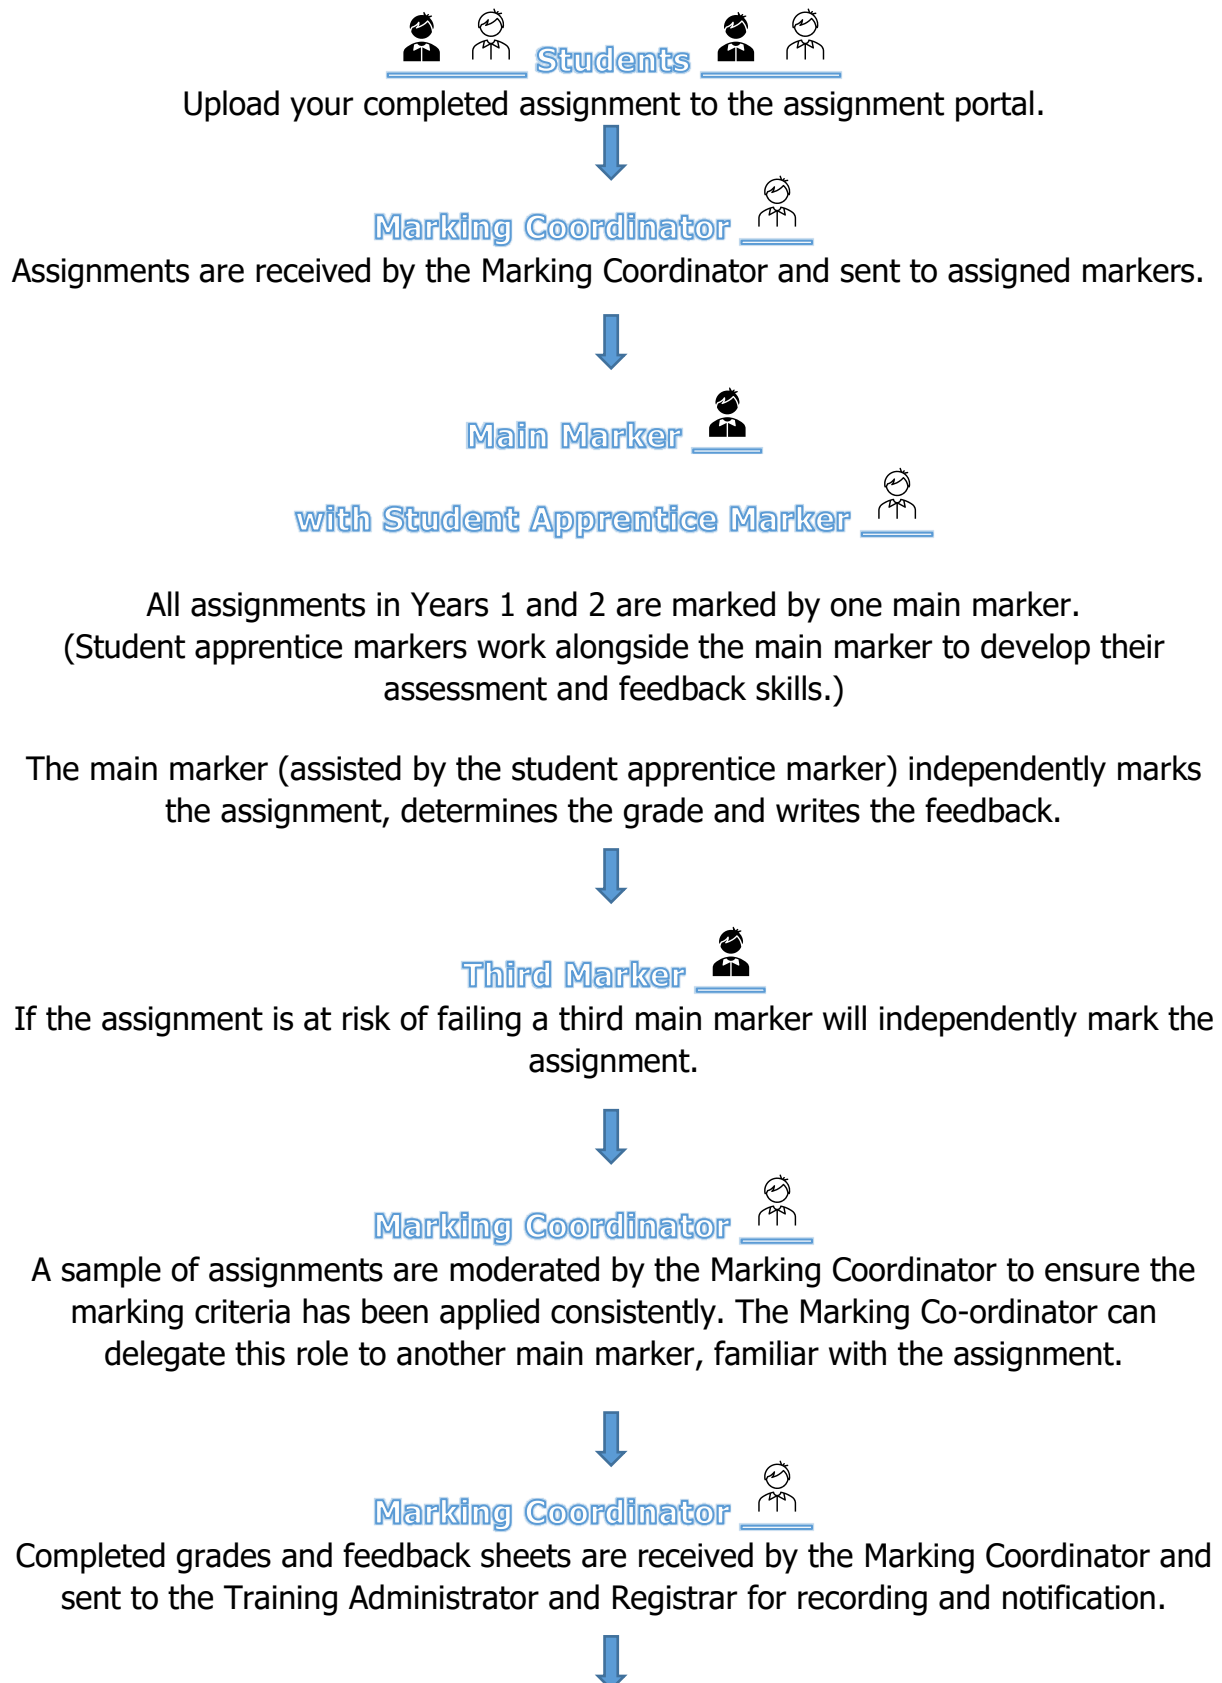 Students
Upload your completed assignment to the assignment portal.
Marking Coordinator
Assignments are received by the Marking Coordinator and sent to assigned markers.
Main Marker
with Student Apprentice Marker
All assignments in Years 1 and 2 are marked by one main marker.
(Student apprentice markers work alongside the main marker to develop their
assessment and feedback skills.)
The main marker (assisted by the student apprentice marker) independently marks
the assignment, determines the grade and writes the feedback.
Third Marker
If the assignment is at risk of failing a third main marker will independently mark the
assignment.
Marking Coordinator
A sample of assignments are moderated by the Marking Coordinator to ensure the
marking criteria has been applied consistently. The Marking Co-ordinator can
delegate this role to another main marker, familiar with the assignment.
Marking Coordinator
Completed grades and feedback sheets are received by the Marking Coordinator and
sent to the Training Administrator and Registrar for recording and notification.